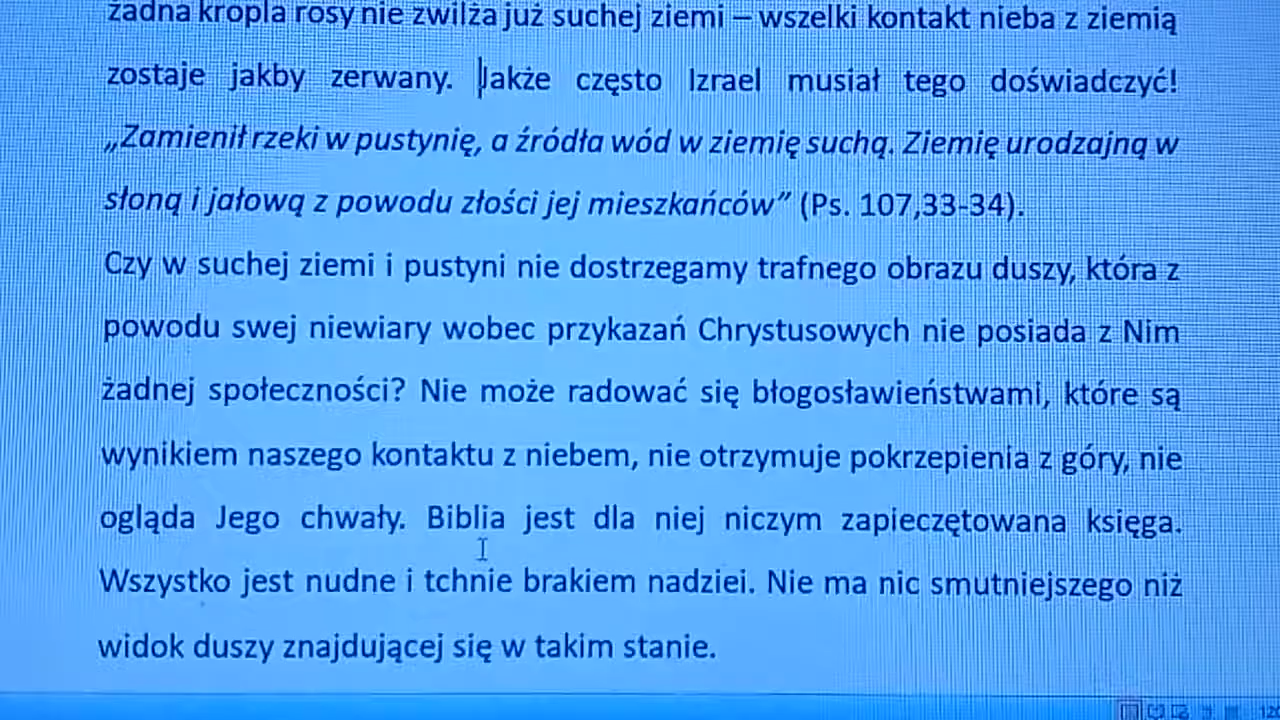 żadna kropla rosy nie zwilża już suchej ziemi – wszelki kontakt nieba z ziemią
zostaje jakby zerwany. Jakże często Izrael musiał tego doświadczyć!
„Zamienił rzeki w pustynię, a źródła wód w ziemię suchą. Ziemię urodzajną w
słoną i jałową z powodu złości jej mieszkańców” (Ps. 107,33-34).
Czy w suchej ziemi i pustyni nie dostrzegamy trafnego obrazu duszy, która z
powodu swej niewiary wobec przykazań Chrystusowych nie posiada z Nim
żadnej społeczności? Nie może radować się błogosławieństwami, które są
wynikiem naszego kontaktu z niebem, nie otrzymuje pokrzepienia z góry, nie
ogląda Jego chwały. Biblia jest dla niej niczym zapieczętowana księga.
Wszystko jest nudne i tchnie brakiem nadziei. Nie ma nic smutniejszego niż
widok duszy znajdującej się w takim stanie.